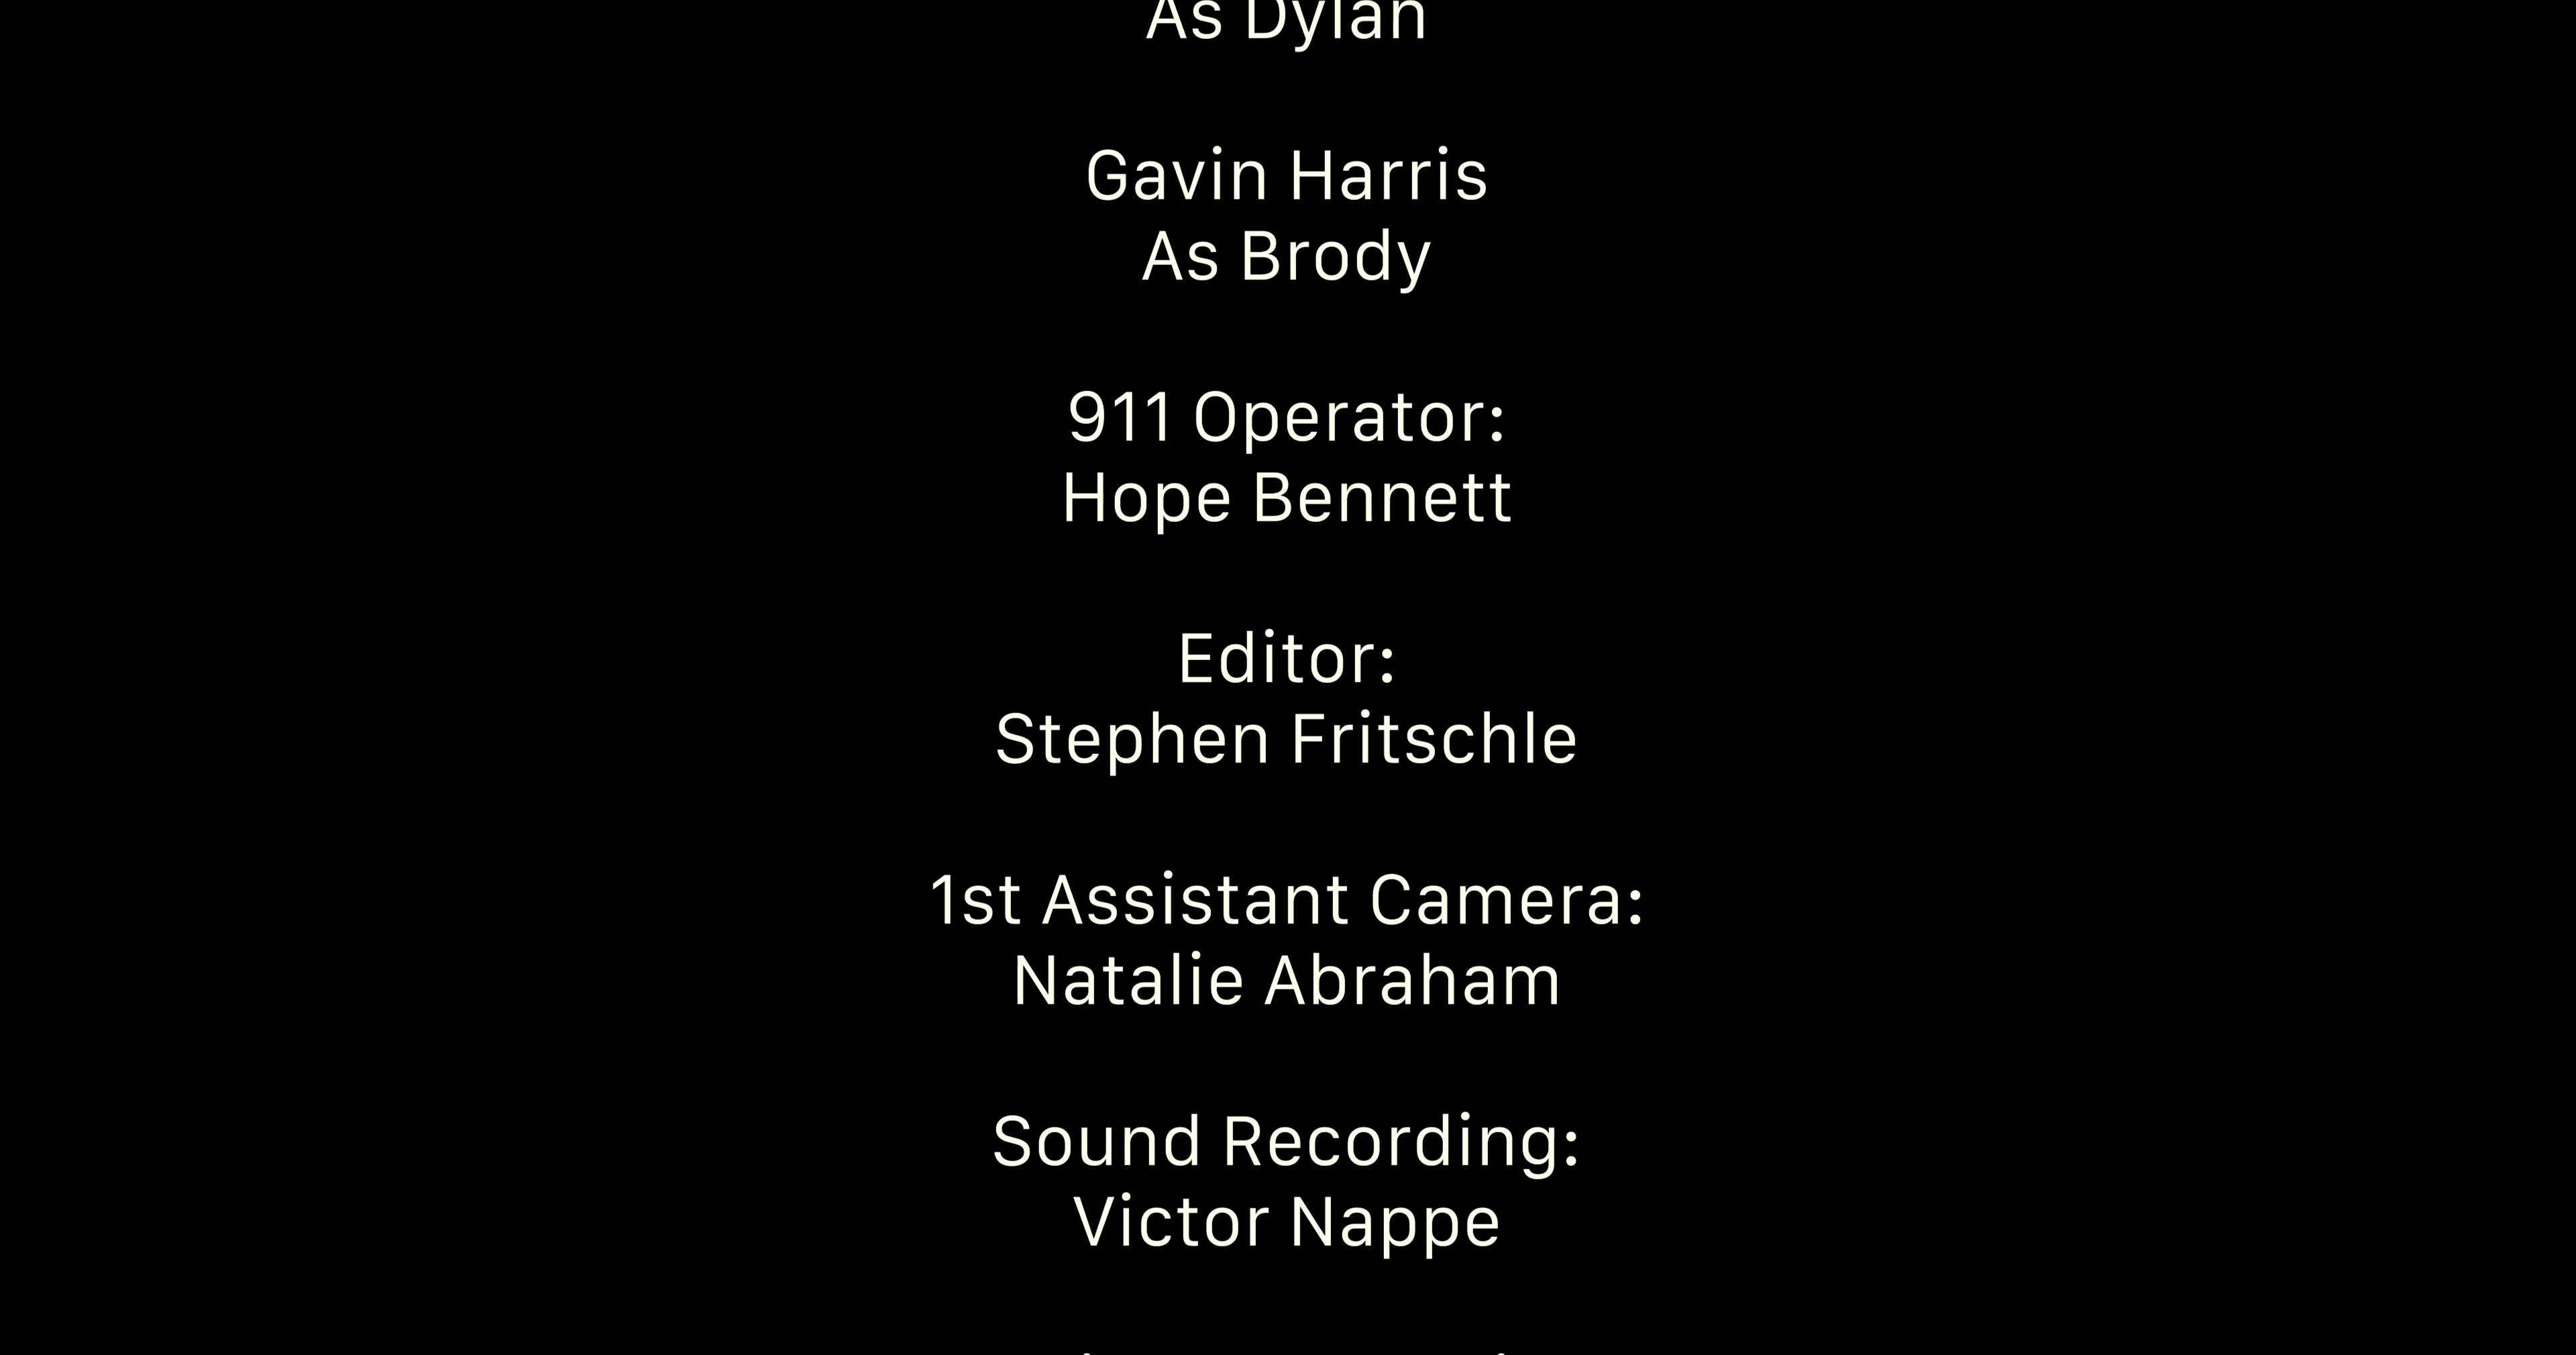 As Dylan
Gavin Harris
As Brody
911 Operator:
Hope Bennett
Editor:
Stephen Fritschle
1st Assistant Camera:
Natalie Abraham
Sound Recording:
Victor Nappe